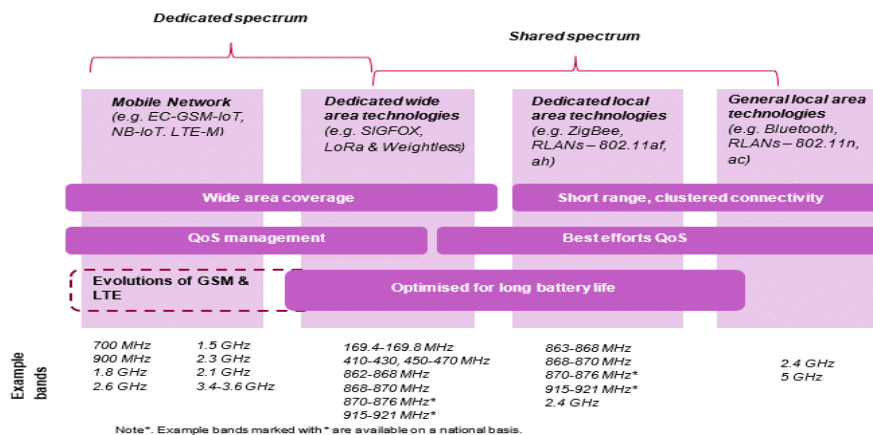 Dedicated spectrum
Shared spectrum
Mobile Network
(e.g. EC-GSM-IoT,
NB-IoT. LTE-M)
Dedicated wide
area technologies
(e.g. SIGFOX,
LoRa & Weightless)
Dedicated local
area technologies
(e.g. ZigBee,
RLANs – 802.11af,
ah)
General local area
technologies
(e.g. Bluetooth,
RLANs – 802.11n,
ac)
Wide area coverage
Short range, clustered connectivity
QoS management
Best efforts QoS
Evolutions of GSM &
LTE
Optimised for long battery life
Example
bands
700 MHz
900 MHz
1.8 GHz
2.6 GHz
1.5 GHz
2.3 GHz
2.1 GHz
3.4-3.6 GHz
169.4-169.8 MHz
410-430, 450-470 MHz
862-868 MHz
868-870 MHz
870-876 MHz*
915-921 MHz*
863-868 MHz
868-870 MHz
870-876 MHz*
915-921 MHz*
2.4 GHz
2.4 GHz
5 GHz
Note*. Example bands marked with * are available on a national basis.